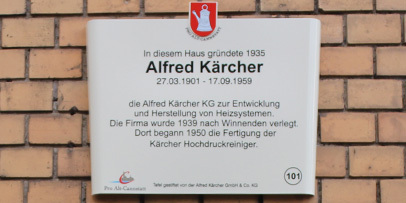 In diesem Haus gründete 1935
Alfred Kärcher
27.03.1901 - 17.09.1959
die Alfred Kärcher KG zur Entwicklung
und Herstellung von Heizsystemen.
Die Firma wurde 1939 nach Winnenden verlegt.
Dort begann 1950 die Fertigung der
Kärcher Hochdruckreiniger.
101
Pro Alt-Cannstatt
Tafel gestiftet von der Alfred Kärcher GmbH & Co. KG